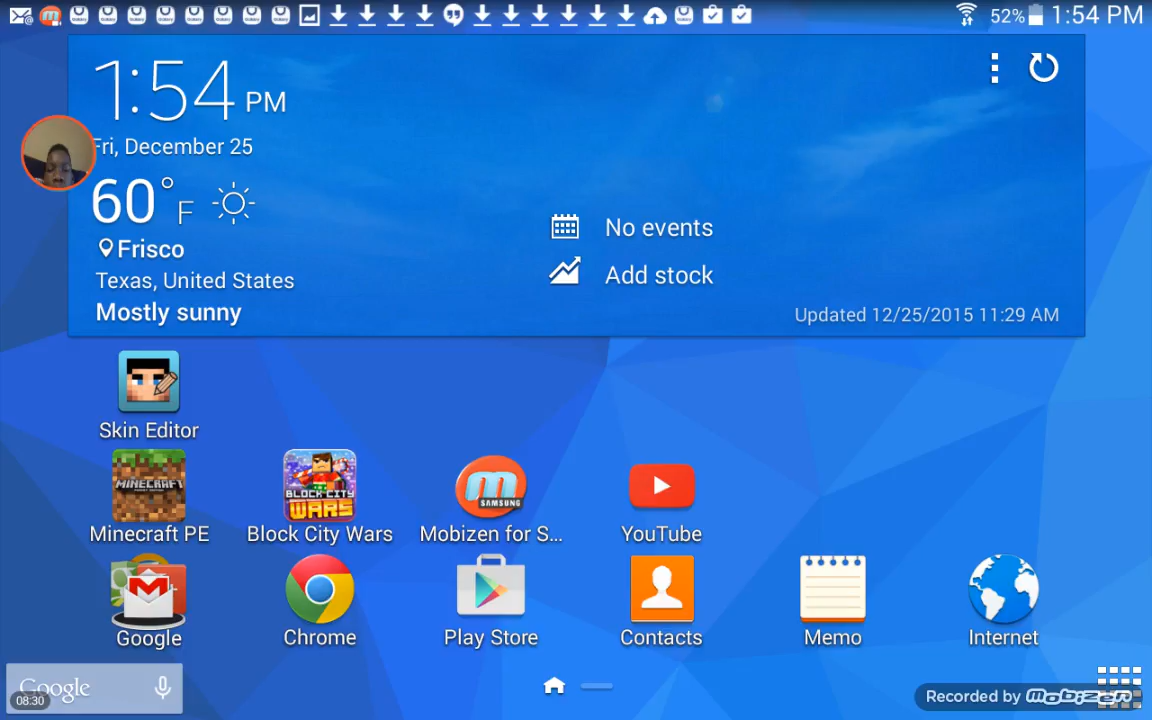 52% 1:54 PM
1:54 PM
Fri, December 25
60°F
Frisco
Texas, United States
Mostly sunny
No events
Add stock
Updated 12/25/2015 11:29 AM
Skin Editor
MINECRAFT
BLOCK CITY
WARS
m
SAMSUNG
Minecraft PE
Block City Wars
Mobizen for S...
YouTube
Google
Chrome
Play Store
Contacts
Memo
Internet
Google
08:30
Recorded by mobizen